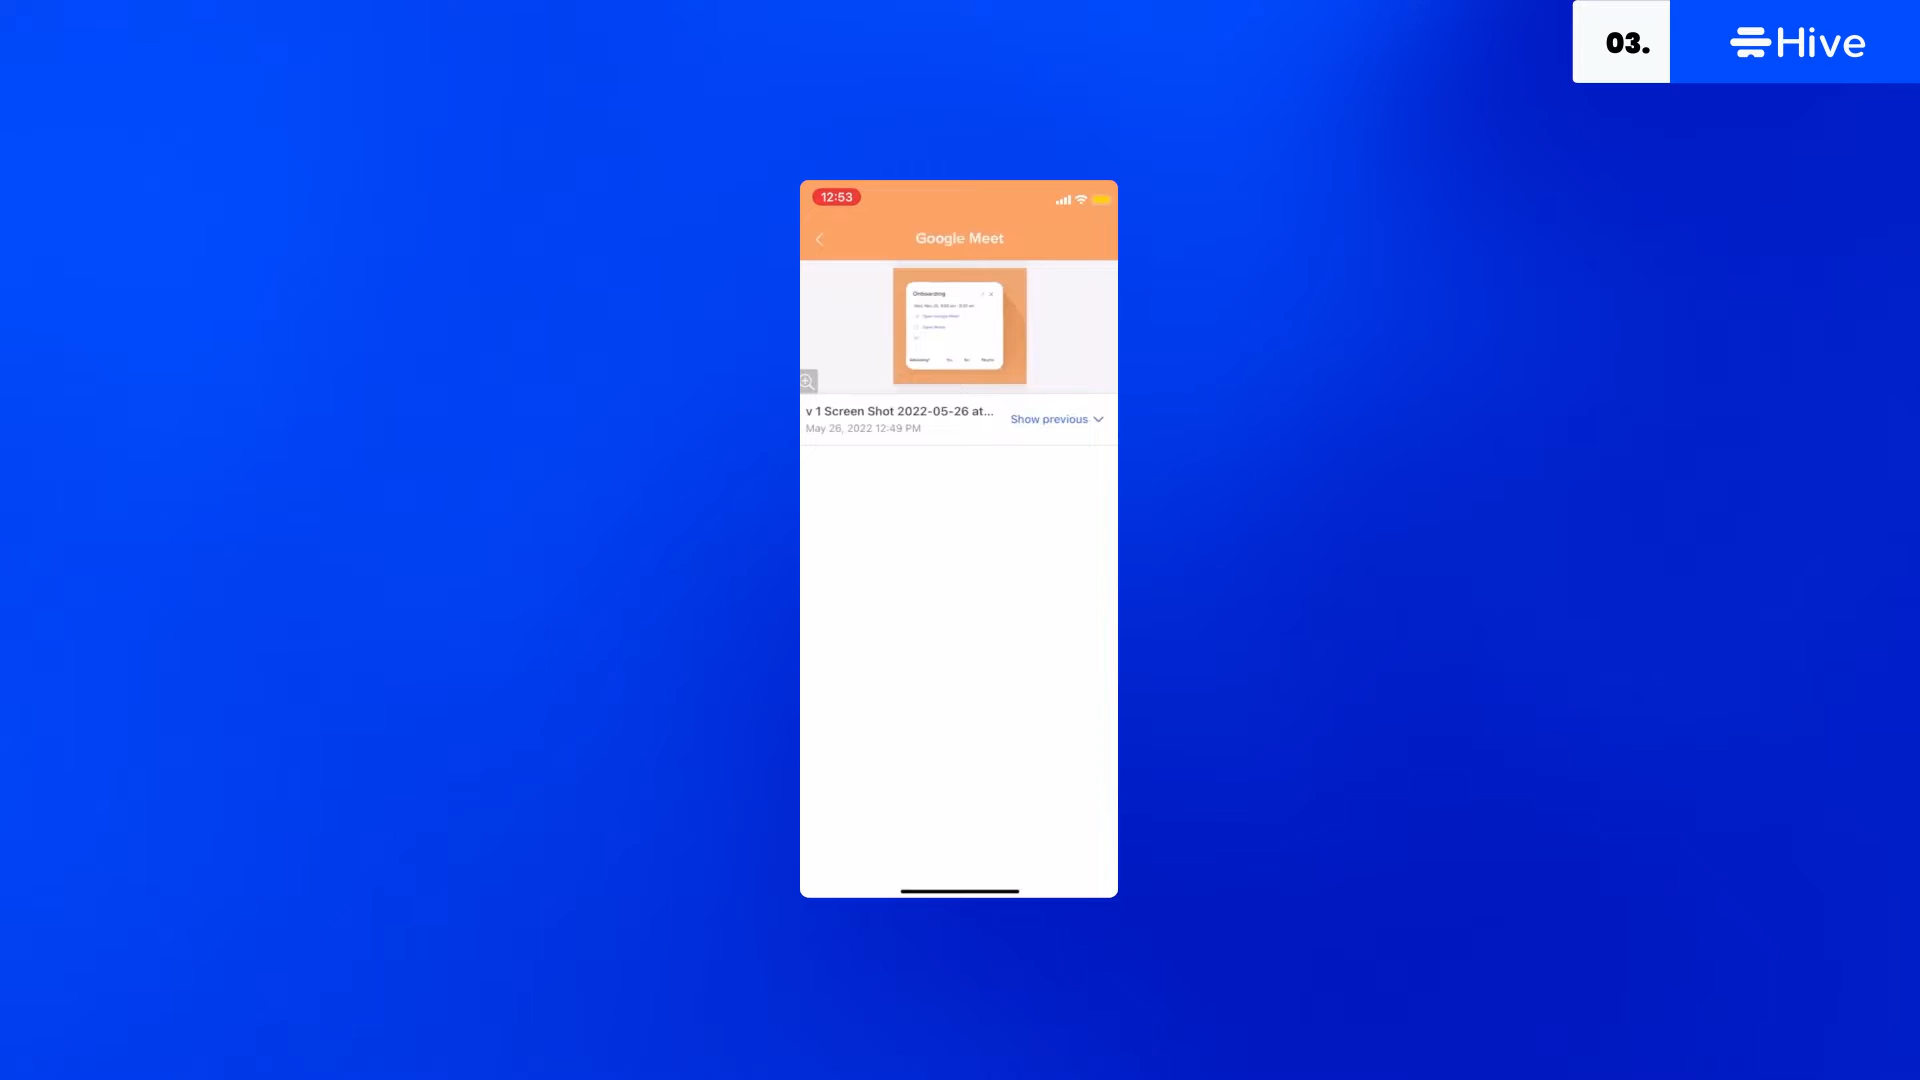 03.
Hive
12:53
Google Meet
Onboarding
v 1 Screen Shot 2022-05-26 at...
Show previous
May 26, 2022 12:49 PM